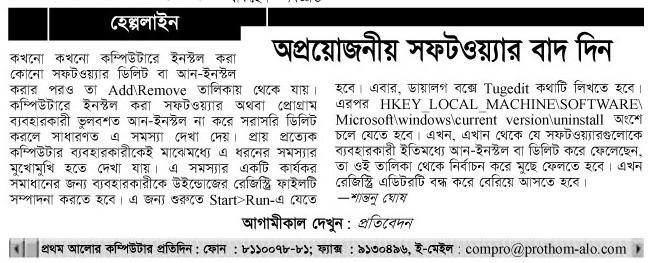 হেল্পলাইন
অপ্রয়োজনীয় সফটওয়্যার বাদ দিন
কখনো কখনো কম্পিউটারে ইনস্টল করা
কোনো সফটওয়্যার ডিলিট বা আন-ইনস্টল
করার পরও তা Add\Remove তালিকায় থেকে যায়।
কম্পিউটারে ইনস্টল করা সফটওয়্যার অথবা প্রোগ্রাম
ব্যবহারকারী ভুলবশত আন-ইনস্টল না করে সরাসরি ডিলিট
করলে সাধারণত এ সমস্যা দেখা দেয়। প্রায় প্রত্যেক
কম্পিউটার ব্যবহারকারীকেই মাঝেমধ্যে এ ধরনের সমস্যার
মুখোমুখি হতে দেখা যায়। এ সমস্যার একটি কার্যকর
সমাধানের জন্য ব্যবহারকারীকে উইন্ডোজের রেজিস্ট্রি ফাইলটি
সম্পাদনা করতে হবে। এ জন্য শুরুতে Start>Run-এ যেতে
হবে। এবার, ডায়ালগ বক্সে Tugedit কথাটি লিখতে হবে।
এরপর HKEY_LOCAL_MACHINE\SOFTWARE\
Microsoft\windows\current version\uninstall অংশে
চলে যেতে হবে। এখন, এখান থেকে যে সফটওয়্যারগুলোকে
ব্যবহারকারী ইতিমধ্যে আন-ইনস্টল বা ডিলিট করে ফেলেছেন,
তা ওই তালিকা থেকে নির্বাচন করে মুছে ফেলতে হবে। এখন
রেজিস্ট্রি এডিটরটি বন্ধ করে বেরিয়ে আসতে হবে।
—শান্তনু ঘোষ
আগামীকাল দেখুন : প্রতিবেদন
প্রথম আলোর কম্পিউটার প্রতিদিন : ফোন : ৮১১০০৭৮-৮১; ফ্যাক্স : ৯১৩০৪৯৬, ই-মেইল : compro@prothom-alo.com